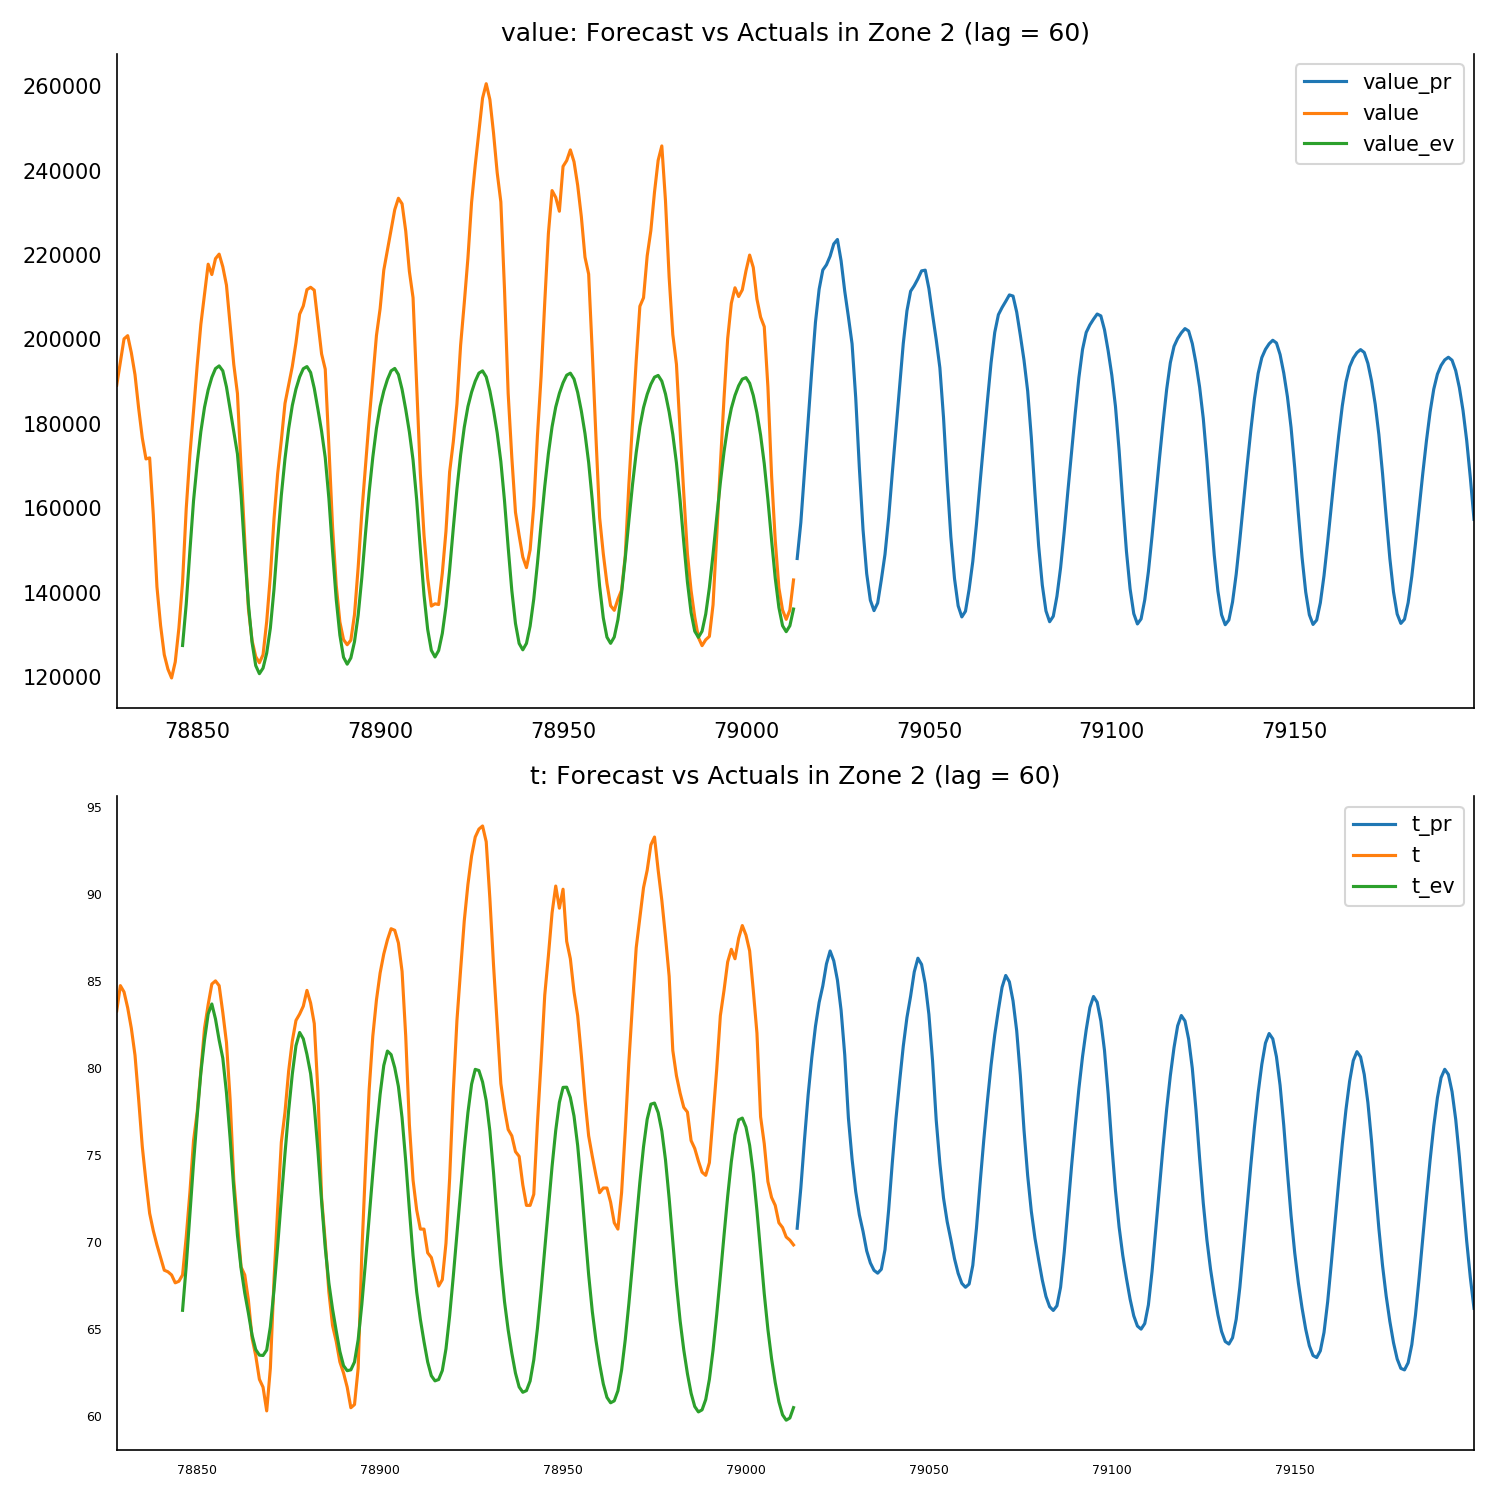 value: Forecast vs Actuals in Zone 2 (lag = 60)
260000
240000
220000
200000
180000
160000
140000
120000
value_pr
value
value_ev
78850 78900 78950 79000 79050 79100 79150
t: Forecast vs Actuals in Zone 2 (lag = 60)
95
90
85
80
75
70
65
60
t_pr
t
t_ev
78850 78900 78950 79000 79050 79100 79150